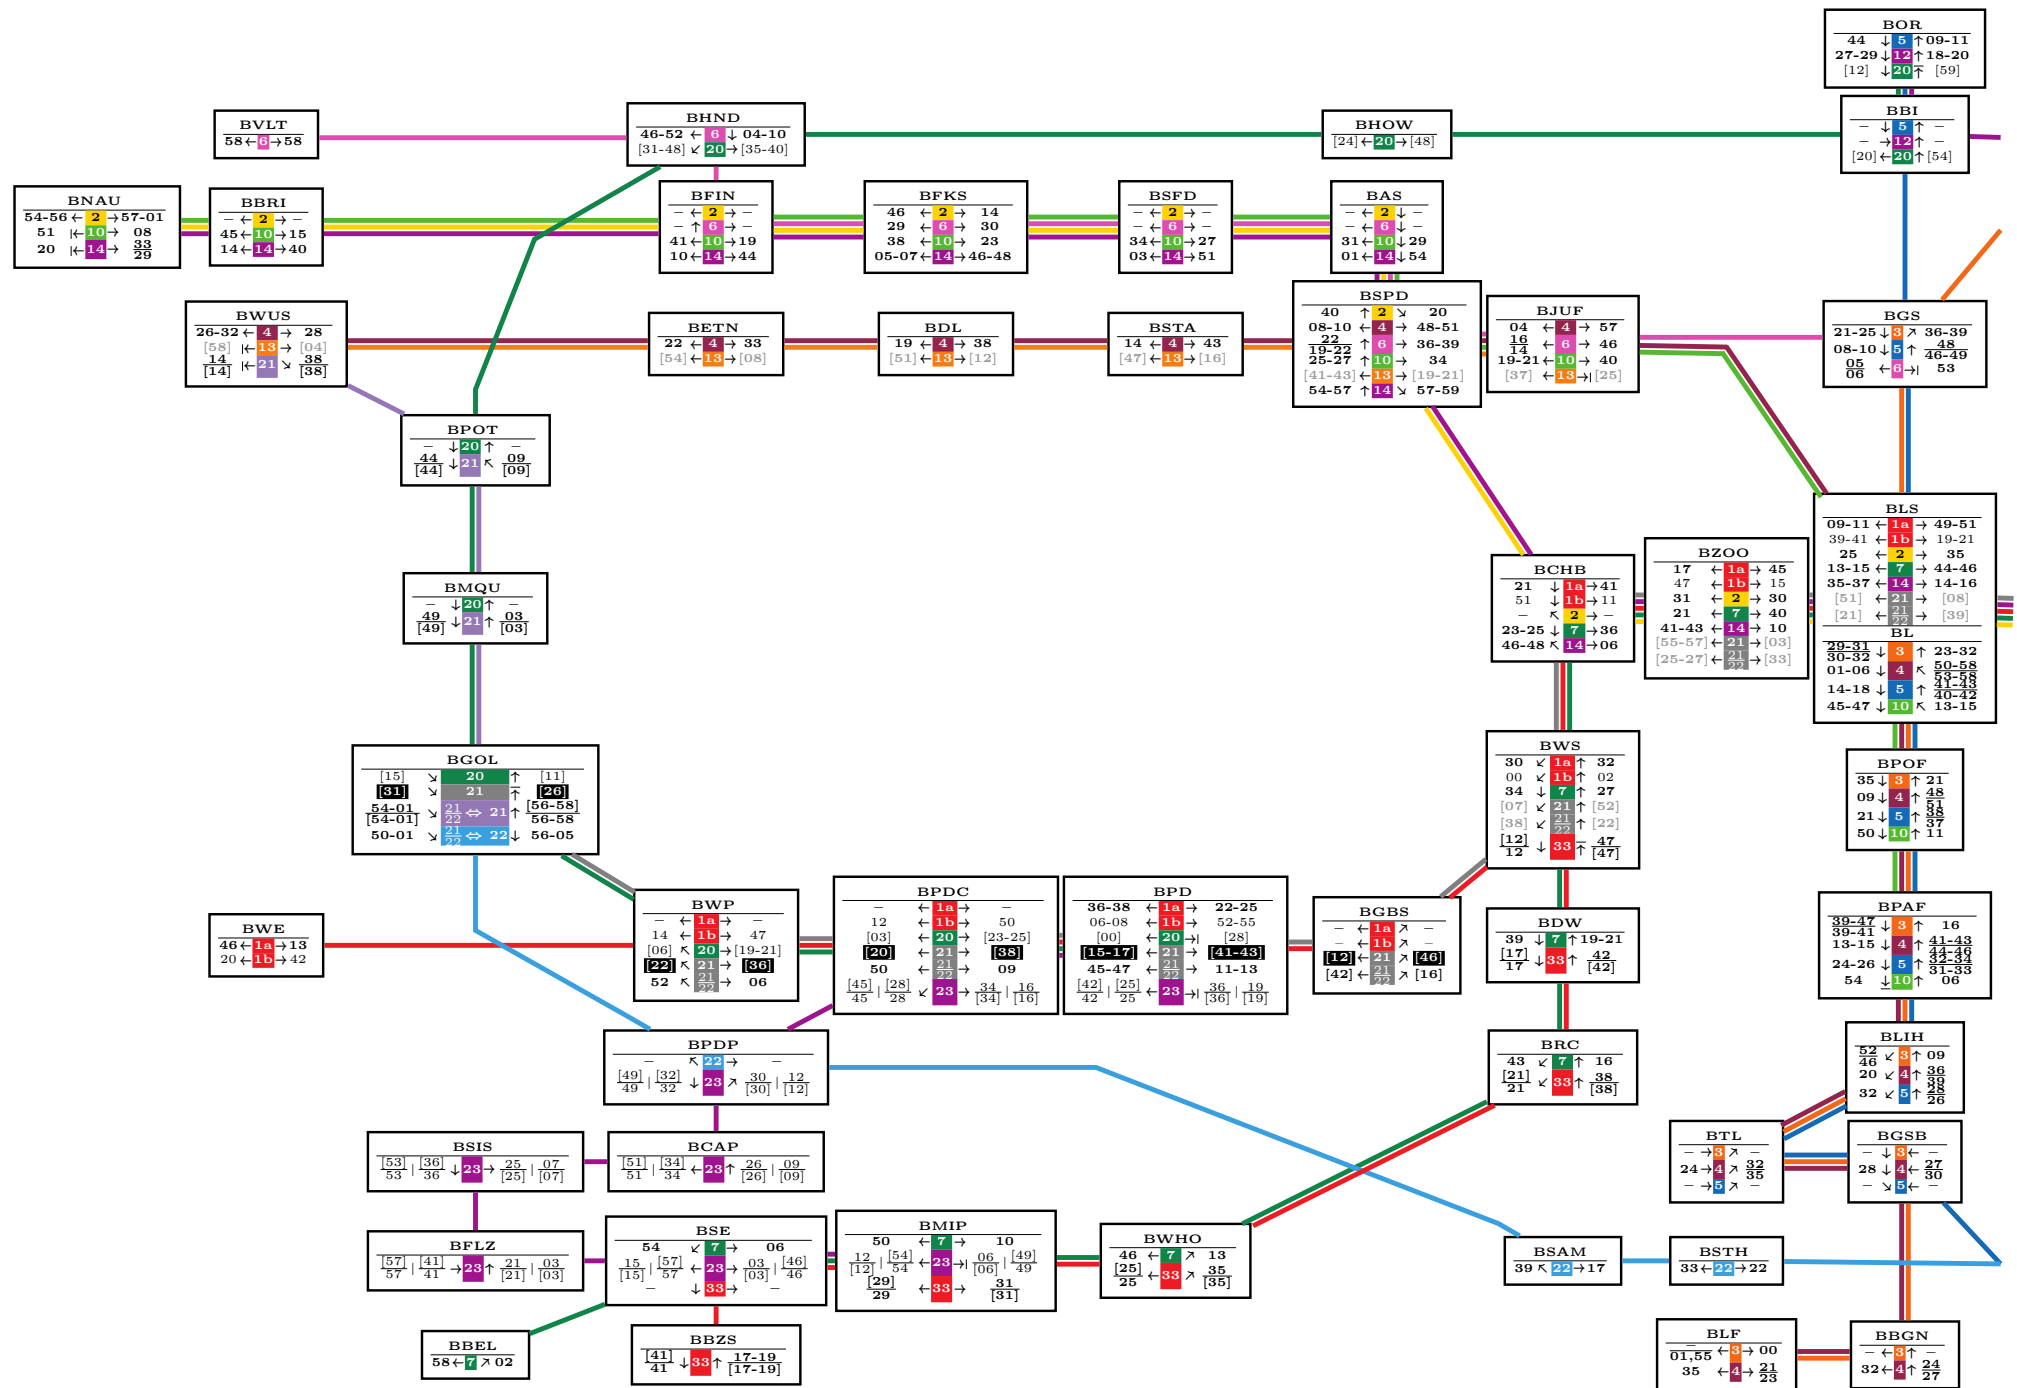 BOR
44 ↓ 5 ↑ 09-11
27-29 ↓ 12 ↑ 18-20
[12] ↓ 20 ↑ [59]
BBI
– ↓ 5 ↑ –
– → 12 ↑ –
[20] ← 20 ↑ [54]
BVLT
58 ← 6 → 58
BHND
46-52 ← 6 ↓ 04-10
[31-48] ↙ 20 → [35-40]
BHOW
[24] ← 20 → [48]
BNAU
54-56 ← 2 → 57-01
51 |← 10 → 08
20 |← 14 → 33/29
BBRI
– ← 2 → –
45 ← 10 → 15
14 ← 14 → 40
BFIN
– ← 2 → –
– ↑ 6 → –
41 ← 10 → 19
10 ← 14 → 44
BFKS
46 ← 2 → 14
29 ← 6 → 30
38 ← 10 → 23
05-07 ← 14 → 46-48
BSFD
– ← 2 → –
– ← 6 → –
34 ← 10 → 27
03 ← 14 → 51
BAS
– ← 2 ↓ –
– ← 6 ↓ –
31 ← 10 ↓ 29
01 ← 14 ↓ 54
BWUS
26-32 ← 4 → 28
[58] |← 13 → [04]
14/[14] |← 21 ↘ 38/[38]
BETN
22 ← 4 → 33
[54] ← 13 → [08]
BDL
19 ← 4 → 38
[51] ← 13 → [12]
BSTA
14 ← 4 → 43
[47] ← 13 → [16]
BSPD
40 ↑ 2 ↘ 20
08-10 ← 4 → 48-51
22/19-22 ↑ 6 → 36-39
25-27 ↑ 10 → 34
[41-43] ← 13 → [19-21]
54-57 ↑ 14 ↘ 57-59
BJUF
04 ← 4 → 57
16/14 ← 6 → 46
19-21 ← 10 → 40
[37] ← 13 →| [25]
BGS
21-25 ↓ 3 ↗ 36-39
08-10 ↓ 5 ↑ 48/46-49
05/06 ← 6 →| 53
BPOT
– ↓ 20 ↑ –
44/[44] ↓ 21 ↖ 09/[09]
BMQU
– ↓ 20 ↑ –
49/[49] ↓ 21 ↑ 03/[03]
BCHB
21 ↓ 1a → 41
51 ↓ 1b → 11
– ↖ 2 → –
23-25 ↓ 7 → 36
46-48 ↖ 14 → 06
BZOO
17 ← 1a → 45
47 ← 1b → 15
31 ← 2 → 30
21 ← 7 → 40
41-43 ← 14 → 10
[55-57] ← 21 → [03]
[25-27] ← 21/22 → [33]
BLS
09-11 ← 1a → 49-51
39-41 ← 1b → 19-21
25 ← 2 → 35
13-15 ← 7 → 44-46
35-37 ← 14 → 14-16
[51] ← 21 → [08]
[21] ← 21/22 → [39]
BL
29-31/30-32 ↓ 3 ↑ 23-32
01-06 ↓ 4 ↖ 50-58/53-58
14-18 ↓ 5 ↑ 41-43/40-42
45-47 ↓ 10 ↖ 13-15
BGOL
[15] ↘ 20 ↑ [11]
[31] ↘ 21 ↑ [26]
54-01/[54-01] ↘ 21/22 ⇔ 21 ↑ [56-58]/56-58
50-01 ↘ 21/22 ⇔ 22 ↓ 56-05
BWS
30 ↙ 1a ↑ 32
00 ↙ 1b ↑ 02
34 ↓ 7 ↑ 27
[07] ↙ 21 ↑ [52]
[38] ↙ 21/22 ↑ [22]
[12]/12 ↓ 33 ↑ 47/[47]
BPOF
35 ↓ 3 ↑ 21
09 ↓ 4 ↑ 48/51
21 ↓ 5 ↑ 38/37
50 ↓ 10 ↑ 11
BWE
46 ← 1a → 13
20 ← 1b → 42
BWP
– ← 1a → –
14 ← 1b → 47
[06] ↖ 20 → [19-21]
[22] ↖ 21 → [36]
52 ↖ 21/22 → 06
BPDC
– ← 1a → –
12 ← 1b → 50
[03] ← 20 → [23-25]
[20] ← 21 → [38]
50 ← 21/22 → 09
[45]/45 | [28]/28 ↙ 23 → 34/[34] | 16/[16]
BPD
36-38 ← 1a → 22-25
06-08 ← 1b → 52-55
[00] ← 20 →| [28]
[15-17] ← 21 → [41-43]
45-47 ← 21/22 → 11-13
[42]/42 | [25]/25 ← 23 →| 36/[36] | 19/[19]
BGBS
– ← 1a ↗ –
– ← 1b ↗ –
[12] ← 21 ↗ [46]
[42] ← 21/22 ↗ [16]
BDW
39 ↓ 7 ↑ 19-21
[17]/17 ↓ 33 ↑ 42/[42]
BPAF
39-47/39-41 ↓ 3 ↑ 16
13-15 ↓ 4 ↑ 41-43/44-46
24-26 ↓ 5 ↑ 32-34/31-33
54 ↓ 10 ↑ 06
BPDP
– ↖ 22 → –
[49]/49 | [32]/32 ↓ 23 ↗ 30/[30] | 12/[12]
BRC
43 ↙ 7 ↑ 16
[21]/21 ↙ 33 ↑ 38/[38]
BLIH
52/46 ↙ 3 ↑ 09
20 ↙ 4 ↑ 36/39
32 ↙ 5 ↑ 28/26
BSIS
[53]/53 | [36]/36 ↓ 23 → 25/[25] | 07/[07]
BCAP
[51]/51 | [34]/34 ← 23 ↑ 26/[26] | 09/[09]
BTL
– → 3 ↗ –
24 → 4 ↗ 32/35
– → 5 ↗ –
BGSB
– ↓ 3 ← –
28 ↓ 4 ← 27/30
– ↘ 5 ← –
BFLZ
[57]/57 | [41]/41 → 23 ↑ 21/[21] | 03/[03]
BSE
54 ↙ 7 → 06
15/[15] | [57]/57 ← 23 → 03/[03] | [46]/46
– ↓ 33 → –
BMIP
50 ← 7 → 10
12/[12] | [54]/54 ← 23 →| 06/[06] | [49]/49
[29]/29 ← 33 → 31/[31]
BWHO
46 ← 7 ↗ 13
[25]/25 ← 33 ↗ 35/[35]
BSAM
39 ↖ 22 → 17
BSTH
33 ← 22 → 22
BBEL
58 ← 7 ↗ 02
BBZS
[41]/41 ↓ 33 ↑ 17-19/[17-19]
BLF
–/01,55 ← 3 → 00
35 ← 4 → 21/23
BBGN
– ← 3 ↑ –
32 ← 4 ↑ 24/27